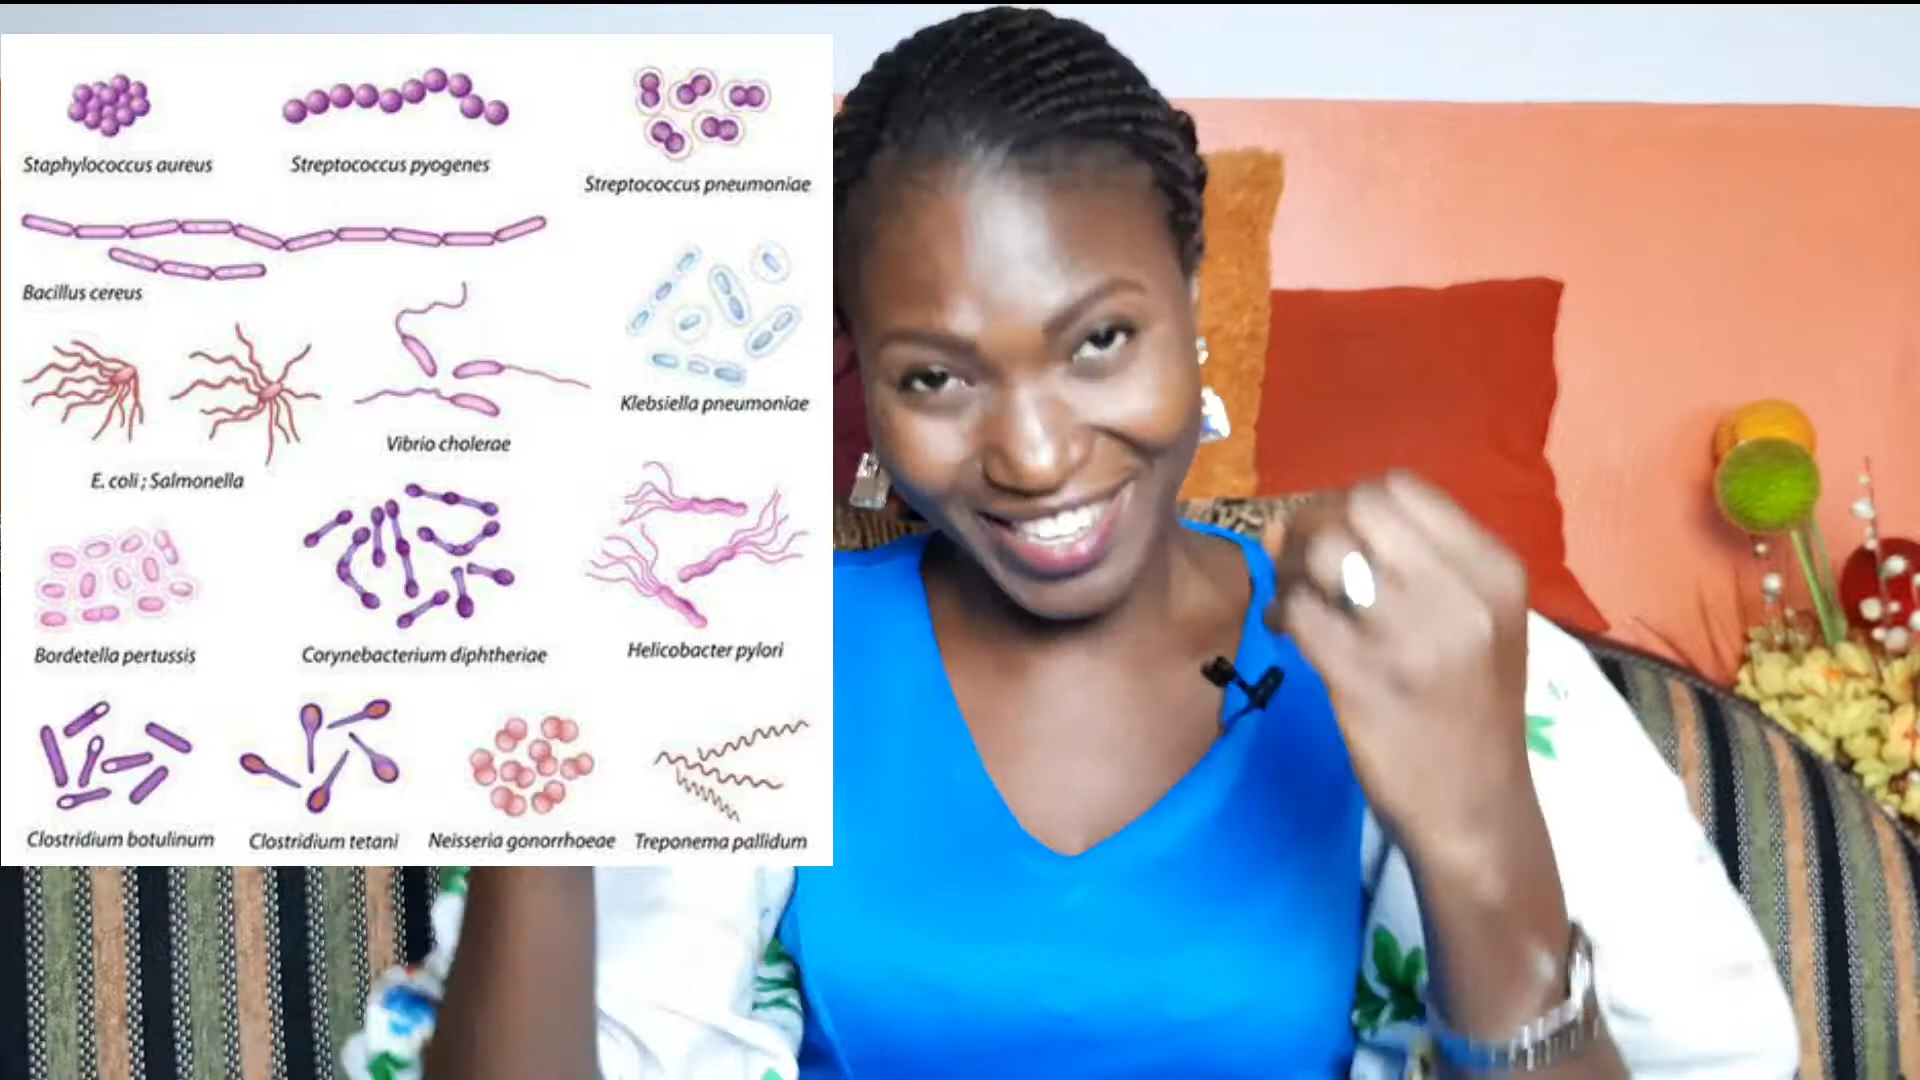 Staphylococcus aureus
Streptococcus pyogenes
Streptococcus pneumoniae
Bacillus cereus
Klebsiella pneumoniae
Vibrio cholerae
E. coli ; Salmonella
Bordetella pertussis
Corynebacterium diphtheriae
Helicobacter pylori
Clostridium botulinum
Clostridium tetani
Neisseria gonorrhoeae
Treponema pallidum